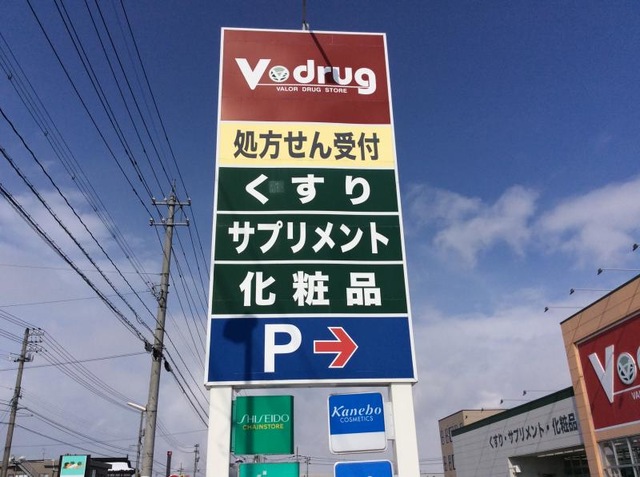 V drug
VALOR DRUG STORE
処方せん受付
くすり
サプリメント
化粧品
P
SHISEIDO
CHAINSTORE
Kanebo
COSMETICS
くすり・サプリメント・化粧品
V drug